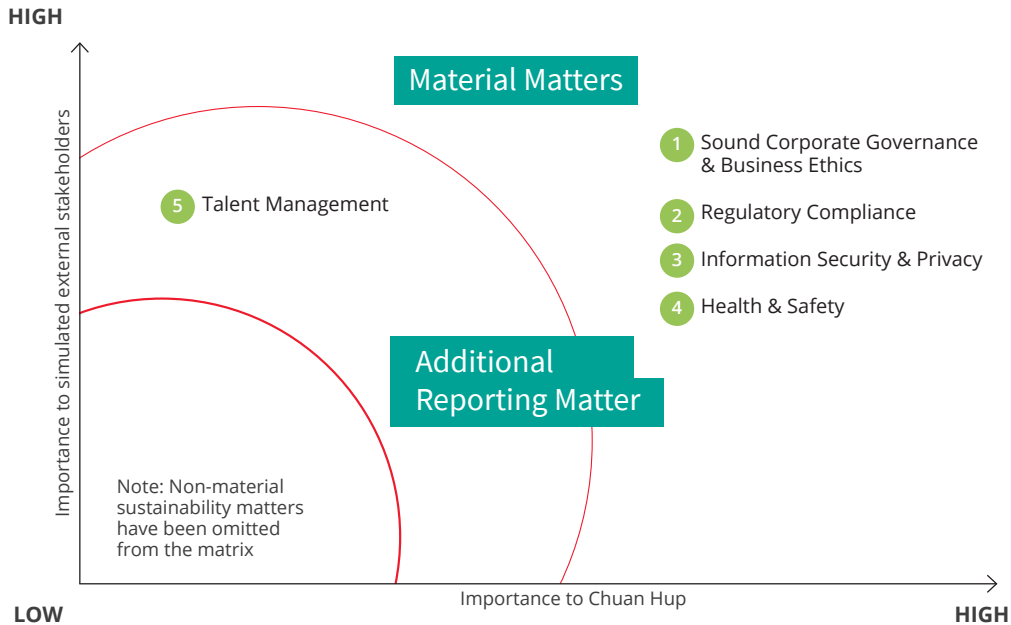 HIGH
Importance to simulated external stakeholders
Material Matters
1 Sound Corporate Governance
& Business Ethics
5 Talent Management
2 Regulatory Compliance
3 Information Security & Privacy
4 Health & Safety
Additional
Reporting Matter
Note: Non-material
sustainability matters
have been omitted
from the matrix
Importance to Chuan Hup
LOW
HIGH